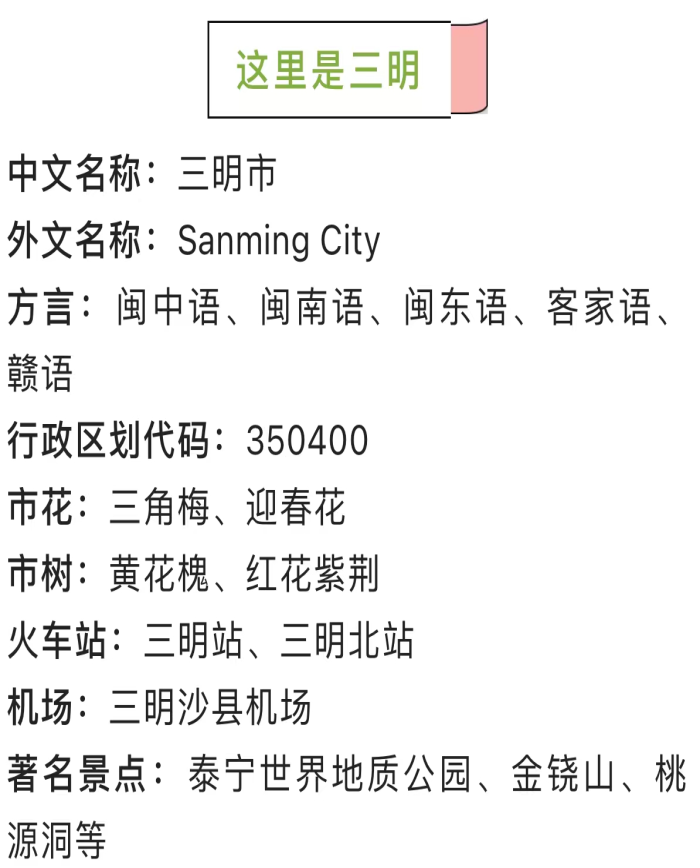 这里是三明
中文名称：三明市
外文名称：Sanming City
方言：闽中语、闽南语、闽东语、客家语、
赣语
行政区划代码：350400
市花：三角梅、迎春花
市树：黄花槐、红花紫荆
火车站：三明站、三明北站
机场：三明沙县机场
著名景点：泰宁世界地质公园、金铙山、桃
源洞等